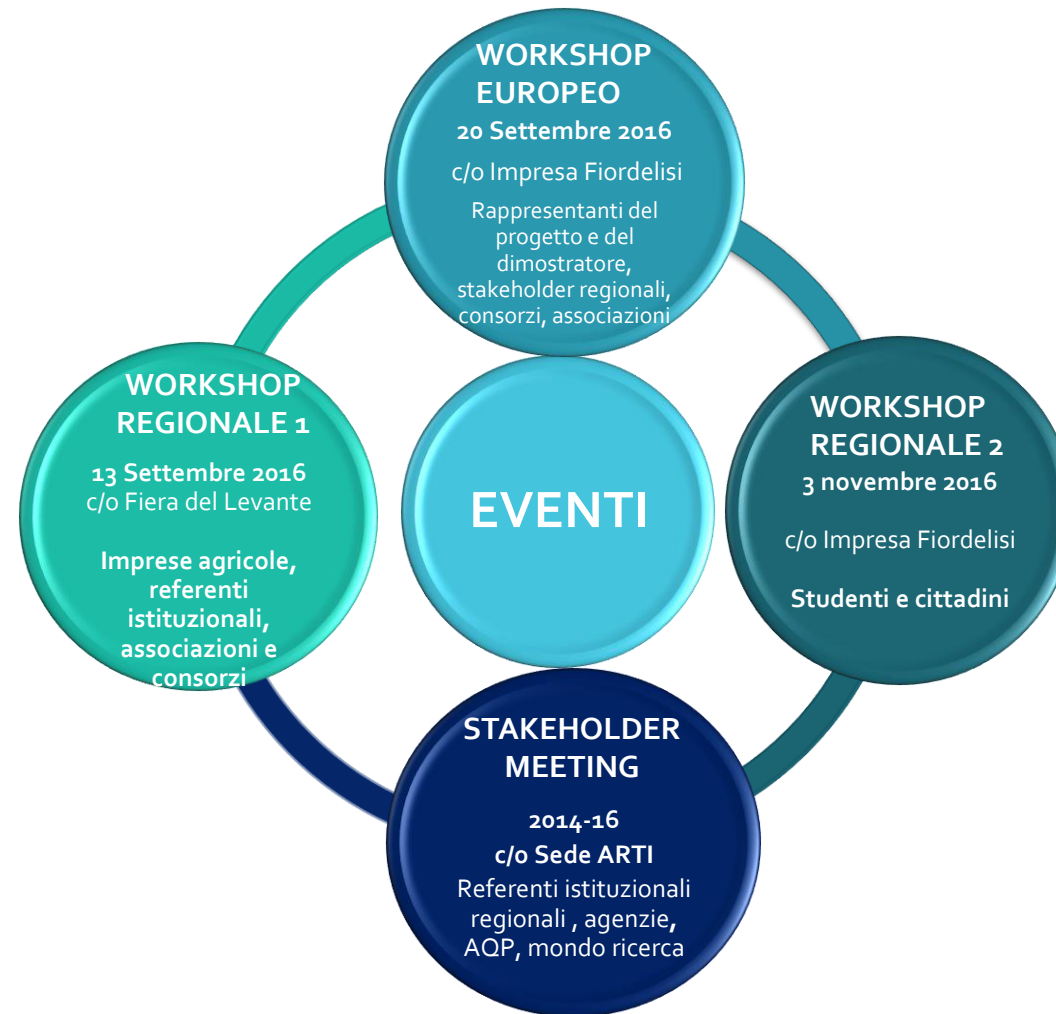 WORKSHOP
EUROPEO
20 Settembre 2016
c/o Impresa Fiordelisi
Rappresentanti del
progetto e del
dimostratore,
stakeholder regionali,
consorzi, associazioni
WORKSHOP
REGIONALE 1
13 Settembre 2016
c/o Fiera del Levante
Imprese agricole,
referenti
istituzionali,
associazioni e
consorzi
EVENTI
WORKSHOP
REGIONALE 2
3 novembre 2016
c/o Impresa Fiordelisi
Studenti e cittadini
STAKEHOLDER
MEETING
2014-16
c/o Sede ARTI
Referenti istituzionali
regionali , agenzie,
AQP, mondo ricerca